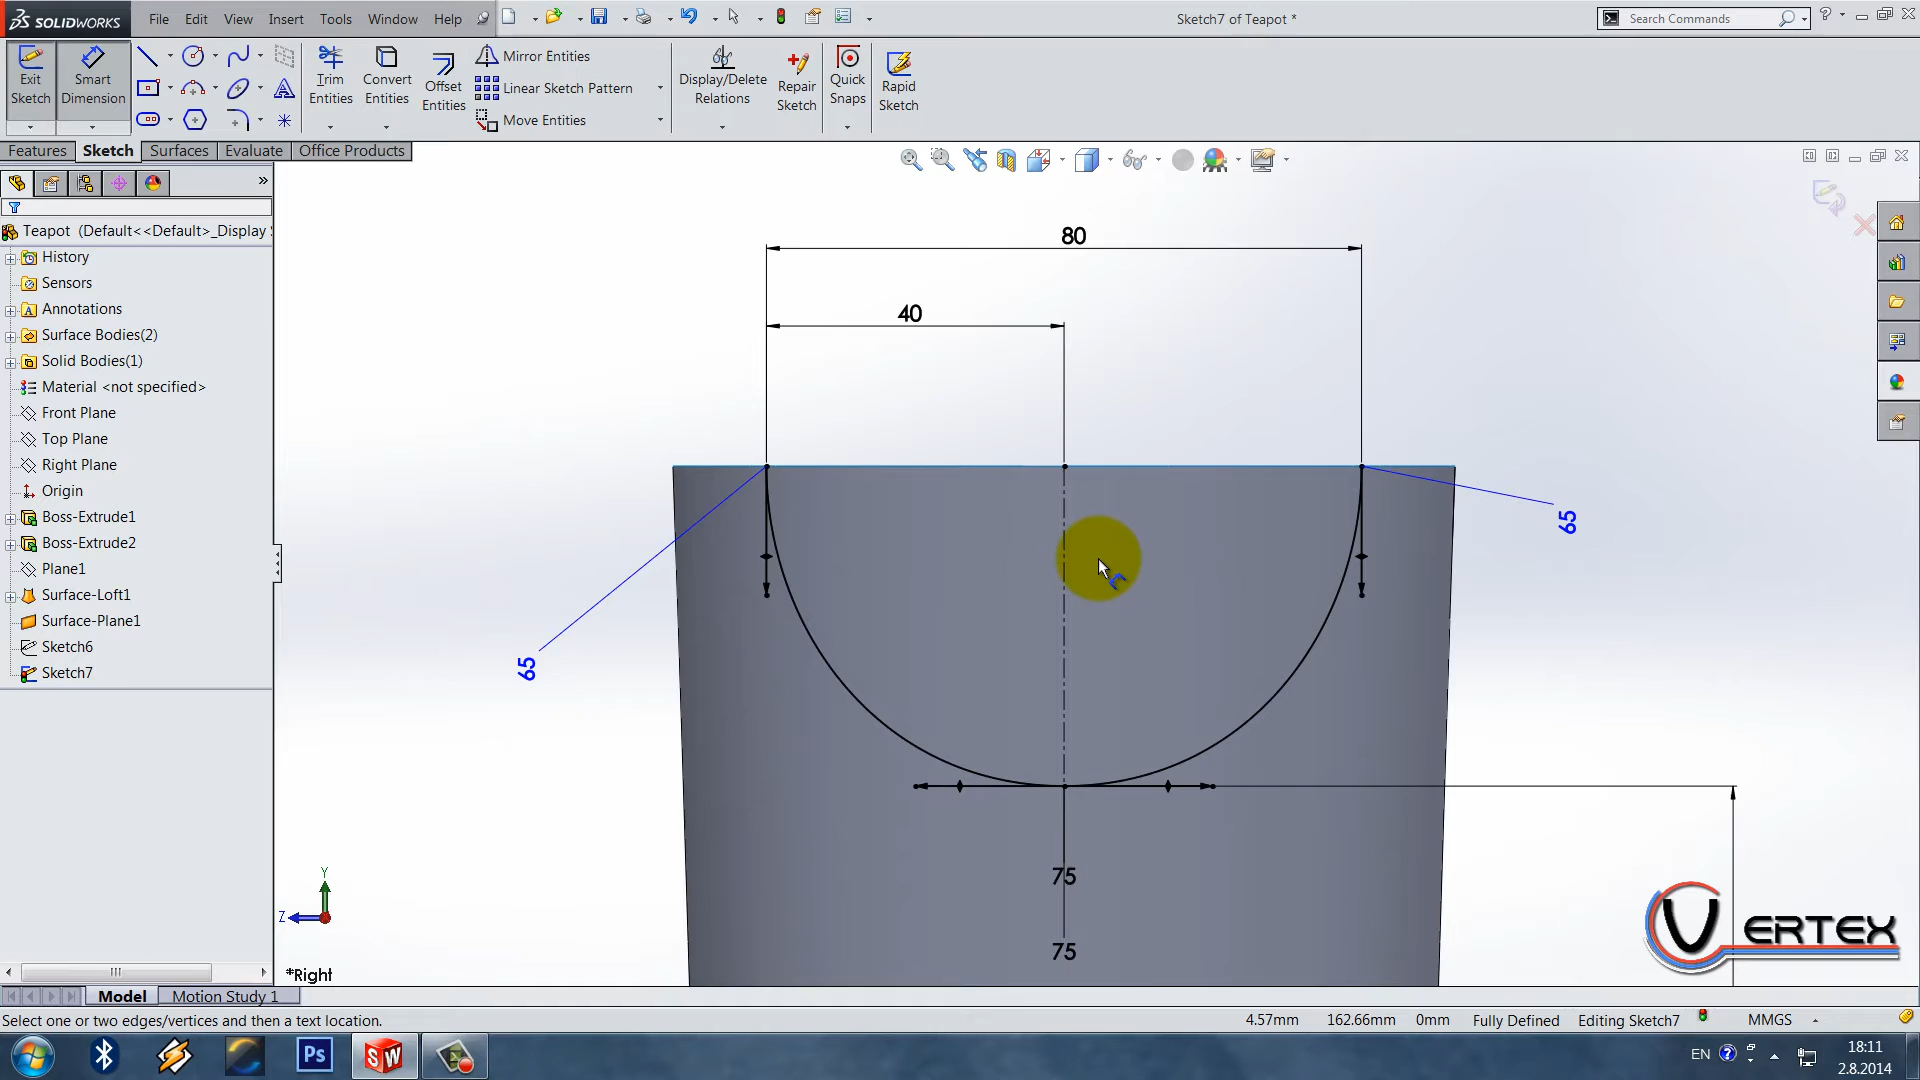 SOLIDWORKS File Edit View Insert Tools Window Help Sketch7 of Teapot * Search Commands
Exit Sketch Smart Dimension Trim Entities Convert Entities Offset Entities Mirror Entities Linear Sketch Pattern Move Entities Display/Delete Relations Repair Sketch Quick Snaps Rapid Sketch
Features Sketch Surfaces Evaluate Office Products
Teapot (Default<<Default>_Display
History
Sensors
Annotations
Surface Bodies(2)
Solid Bodies(1)
Material <not specified>
Front Plane
Top Plane
Right Plane
Origin
Boss-Extrude1
Boss-Extrude2
Plane1
Surface-Loft1
Surface-Plane1
Sketch6
Sketch7
80
40
65
65
75
75
Y
Z
*Right
VERTEX
Model Motion Study 1
Select one or two edges/vertices and then a text location. 4.57mm 162.66mm 0mm Fully Defined Editing Sketch7 MMGS
Ps SW EN 18:11
2.8.2014